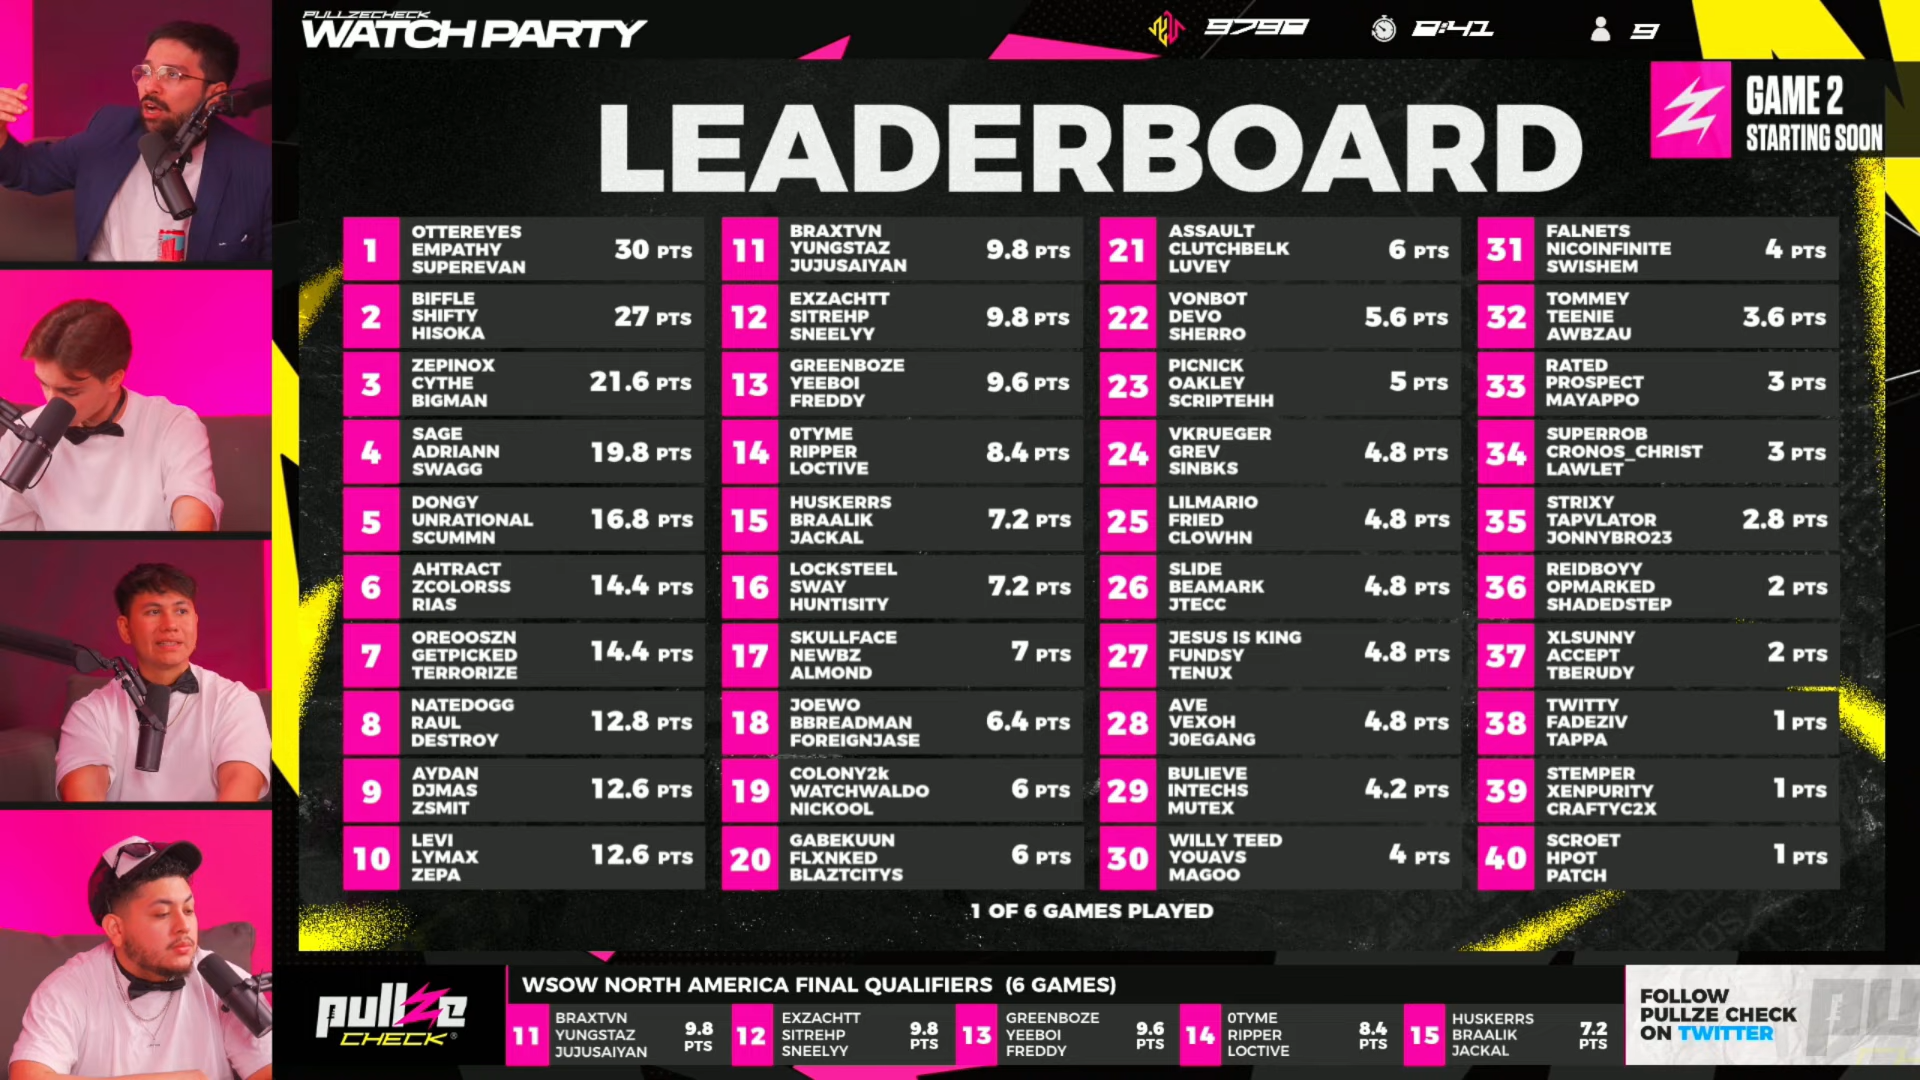 PULLZECHECK
WATCH PARTY
9798
0:41
9
LEADERBOARD
GAME 2
STARTING SOON
1
OTTEREYES
EMPATHY
SUPEREVAN
30 PTS
2
BIFFLE
SHIFTY
HISOKA
27 PTS
3
ZEPINOX
CYTHE
BIGMAN
21.6 PTS
4
SAGE
ADRIANN
SWAGG
19.8 PTS
5
DONGY
UNRATIONAL
SCUMMN
16.8 PTS
6
AHTRACT
ZCOLORSS
RIAS
14.4 PTS
7
OREOOSZN
GETPICKED
TERRORIZE
14.4 PTS
8
NATEDOGG
RAUL
DESTROY
12.8 PTS
9
AYDAN
DJMAS
ZSMIT
12.6 PTS
10
LEVI
LYMAX
ZEPA
12.6 PTS
11
BRAXTVN
YUNGSTAZ
JUJUSAIYAN
9.8 PTS
12
EXZACHTT
SITREHP
SNEELYY
9.8 PTS
13
GREENBOZE
YEEBOI
FREDDY
9.6 PTS
14
0TYME
RIPPER
LOCTIVE
8.4 PTS
15
HUSKERRS
BRAALIK
JACKAL
7.2 PTS
16
LOCKSTEEL
SWAY
HUNTISITY
7.2 PTS
17
SKULLFACE
NEWBZ
ALMOND
7 PTS
18
JOEWO
BBREADMAN
FOREIGNJASE
6.4 PTS
19
COLONY2k
WATCHWALDO
NICKOOL
6 PTS
20
GABEKUUN
FLXNKED
BLAZTCITYS
6 PTS
21
ASSAULT
CLUTCHBELK
LUVEY
6 PTS
22
VONBOT
DEVO
SHERRO
5.6 PTS
23
PICNICK
OAKLEY
SCRIPTEHH
5 PTS
24
VKRUEGER
GREV
SINBKS
4.8 PTS
25
LILMARIO
FRIED
CLOWHN
4.8 PTS
26
SLIDE
BEAMARK
JTECC
4.8 PTS
27
JESUS IS KING
FUNDSY
TENUX
4.8 PTS
28
AVE
VEXOH
J0EGANG
4.8 PTS
29
BULIEVE
INTECHS
MUTEX
4.2 PTS
30
WILLY TEED
YOUAVS
MAGOO
4 PTS
31
FALNETS
NICOINFINITE
SWISHEM
4 PTS
32
TOMMEY
TEENIE
AWBZAU
3.6 PTS
33
RATED
PROSPECT
MAYAPPO
3 PTS
34
SUPERROB
CRONOS_CHRIST
LAWLET
3 PTS
35
STRIXY
TAPVLATOR
JONNYBRO23
2.8 PTS
36
REIDBOYY
OPMARKED
SHADEDSTEP
2 PTS
37
XLSUNNY
ACCEPT
TBERUDY
2 PTS
38
TWITTY
FADEZIV
TAPPA
1 PTS
39
STEMPER
XENPURITY
CRAFTYC2X
1 PTS
40
SCROET
HPOT
PATCH
1 PTS
1 OF 6 GAMES PLAYED
pullze
CHECK
WSOW NORTH AMERICA FINAL QUALIFIERS (6 GAMES)
11
BRAXTVN
YUNGSTAZ
JUJUSAIYAN
9.8
PTS
12
EXZACHTT
SITREHP
SNEELYY
9.8
PTS
13
GREENBOZE
YEEBOI
FREDDY
9.6
PTS
14
0TYME
RIPPER
LOCTIVE
8.4
PTS
15
HUSKERRS
BRAALIK
JACKAL
7.2
PTS
FOLLOW
PULLZE CHECK
ON TWITTER